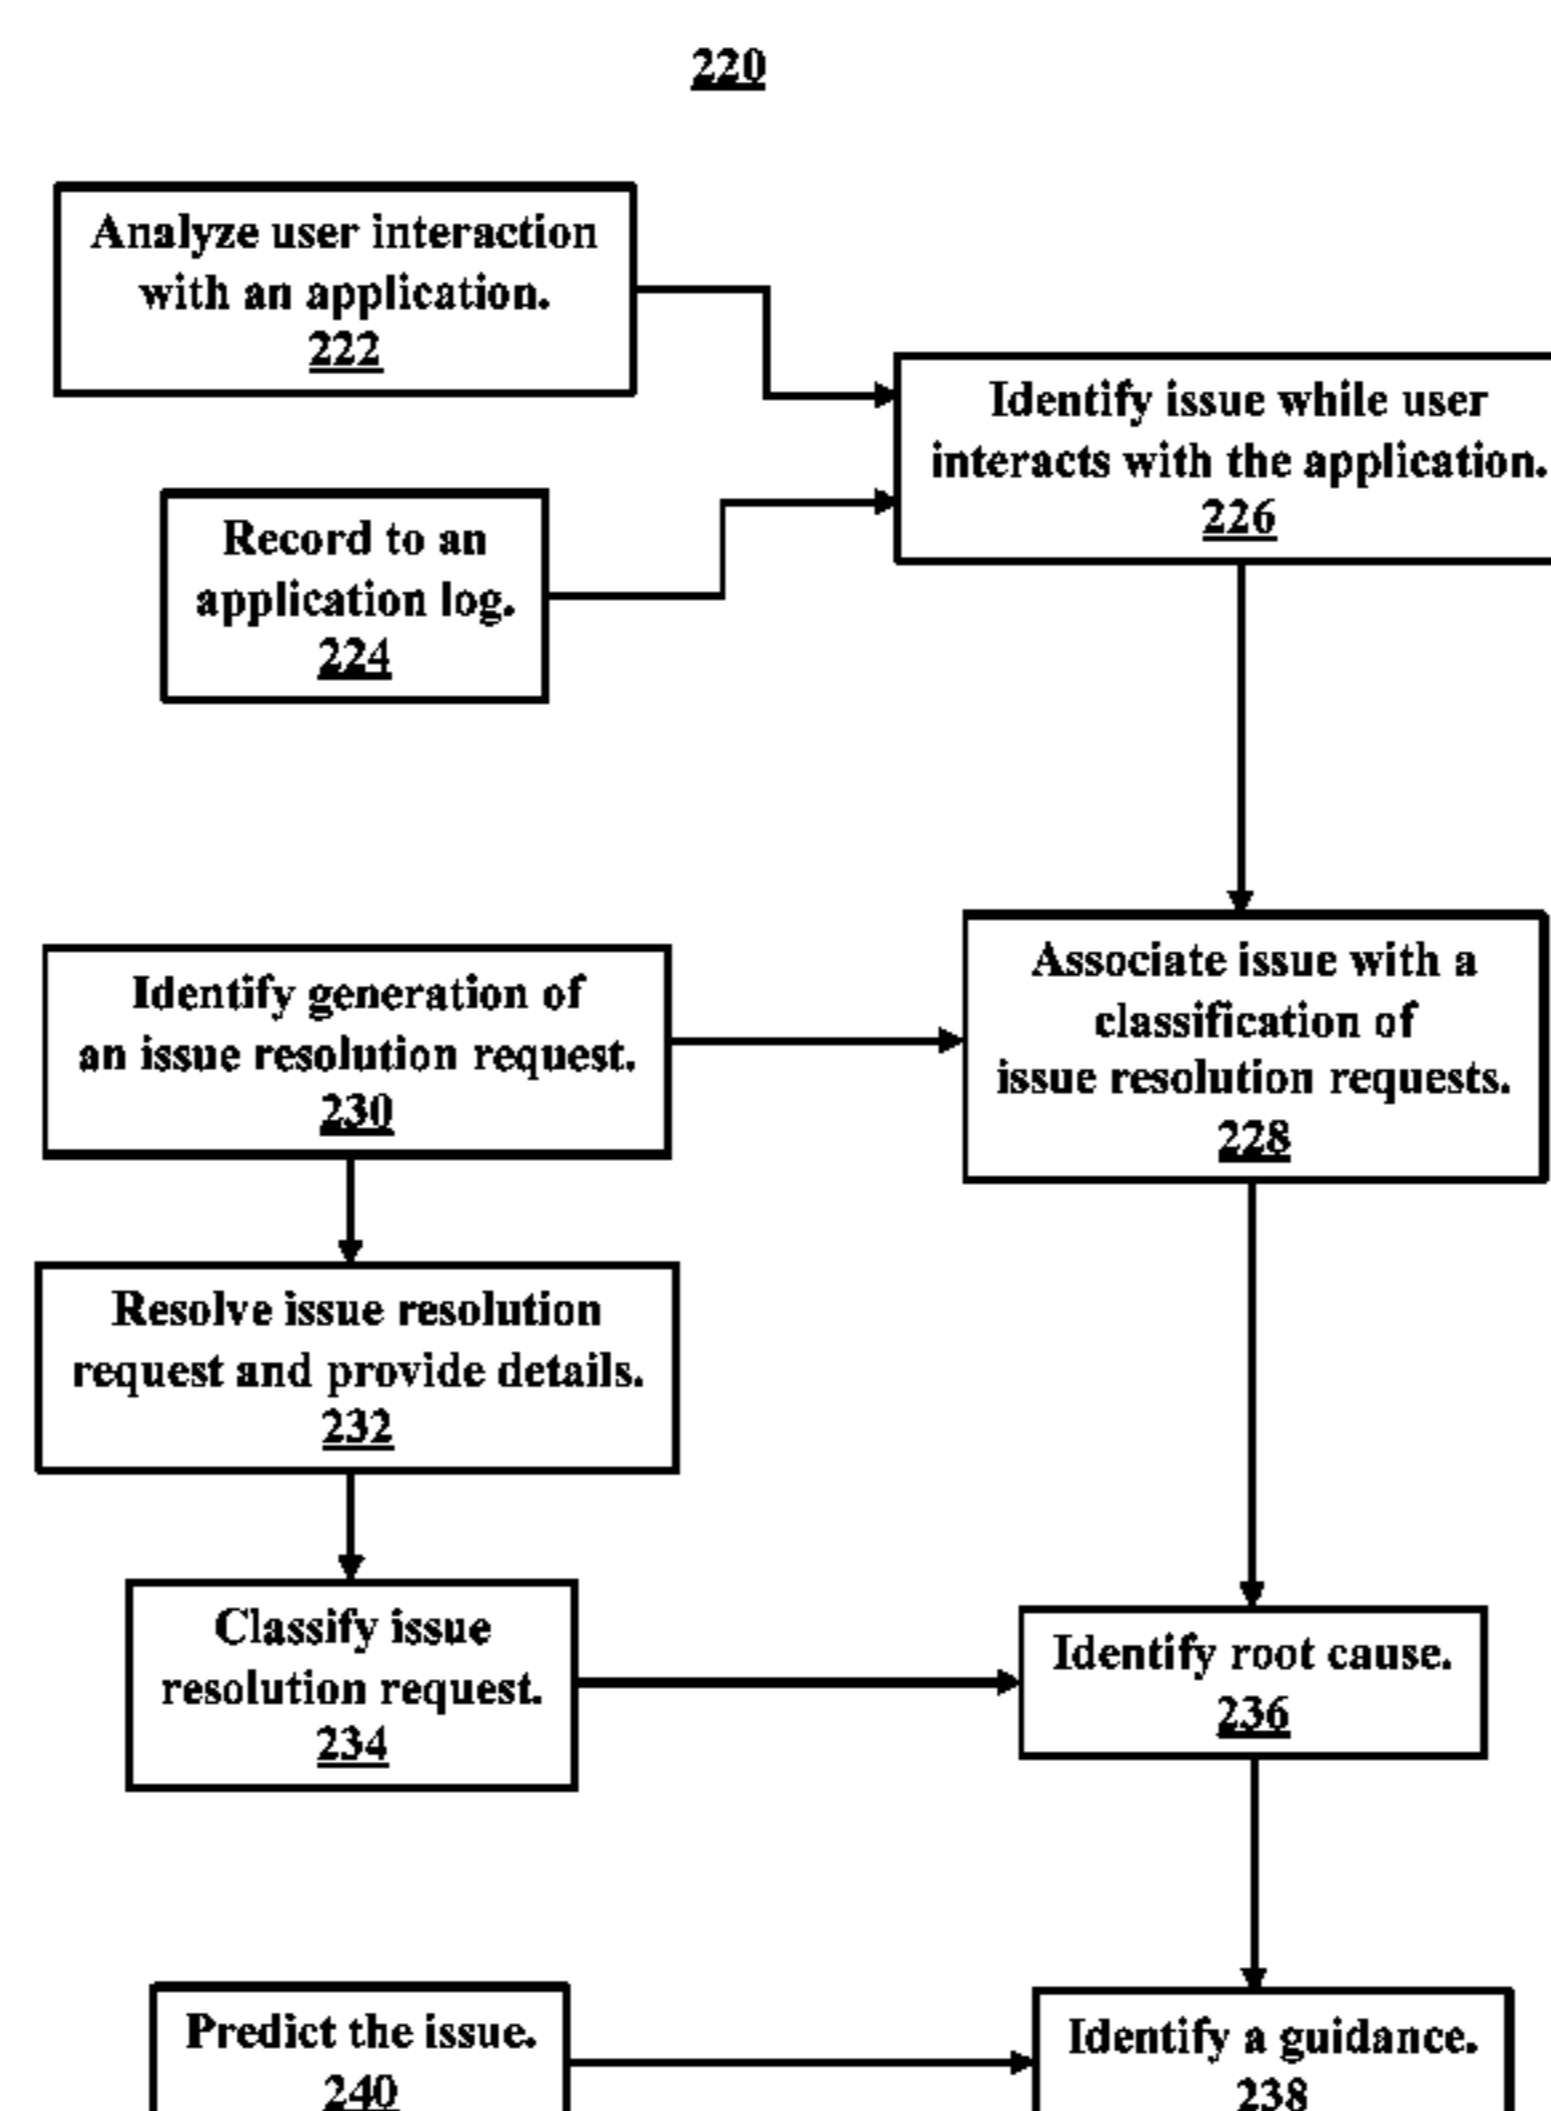 220
Analyze user interaction
with an application.
222
Identify issue while user
interacts with the application.
226
Record to an
application log.
224
Associate issue with a
classification of
issue resolution requests.
228
Identify generation of
an issue resolution request.
230
Resolve issue resolution
request and provide details.
232
Classify issue
resolution request.
234
Identify root cause.
236
Predict the issue.
240
Identify a guidance.
238